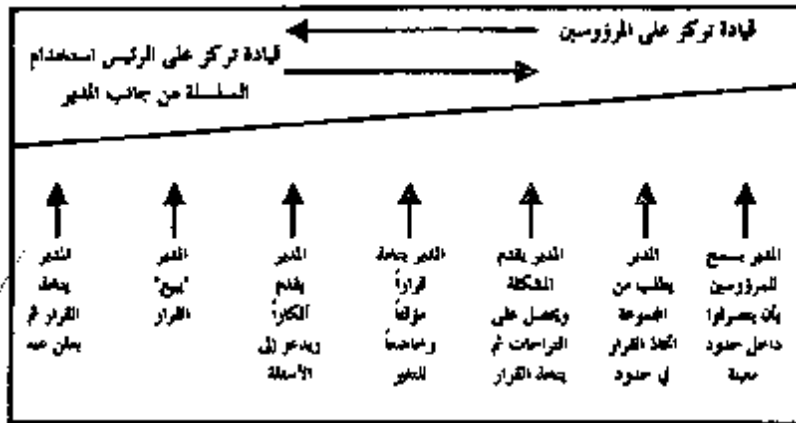 قيادة تركز على المرؤوسين
قيادة تركز على الرئيس استخدام
السلطة من جانب المدير
المدير يسمح
للمرؤوسين
بأن يتصرفوا
داخل حدود
معينة
المدير
يطلب من
المجموعة
اتخاذ القرار
في حدود
المدير يقدم
المشكلة
ويحصل على
اقتراحات ثم
يتخذ القرار
المدير يتخذ
قراراً
مؤقتاً
وخاضعاً
للتغير
المدير
يقدم
أفكاراً
ويدعو إلى
الأسئلة
المدير
"يبيع"
القرار
المدير
يتخذ
القرار ثم
يعلن عنه